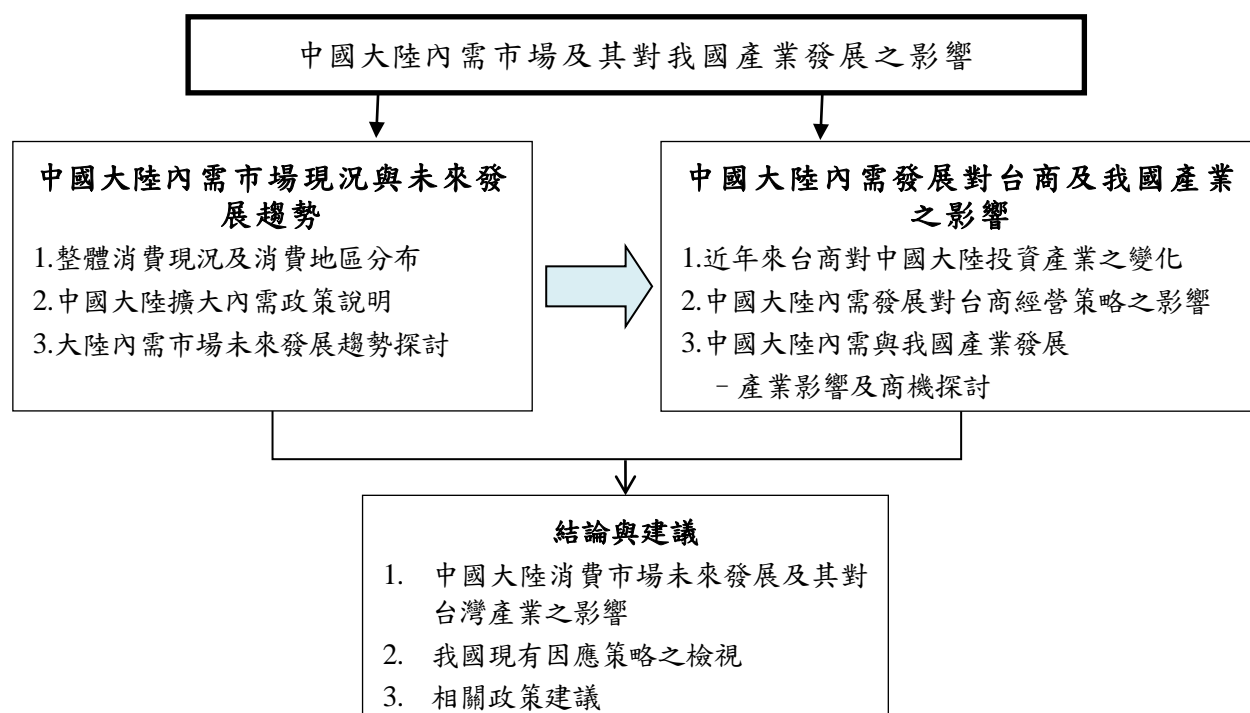 中國大陸內需市場及其對我國產業發展之影響
中國大陸內需市場現況與未來發
展趨勢
1.整體消費現況及消費地區分布
2.中國大陸擴大內需政策說明
3.大陸內需市場未來發展趨勢探討
中國大陸內需發展對台商及我國產業
之影響
1.近年來台商對中國大陸投資產業之變化
2.中國大陸內需發展對台商經營策略之影響
3.中國大陸內需與我國產業發展
–產業影響及商機探討
結論與建議
1. 中國大陸消費市場未來發展及其對
台灣產業之影響
2. 我國現有因應策略之檢視
3. 相關政策建議